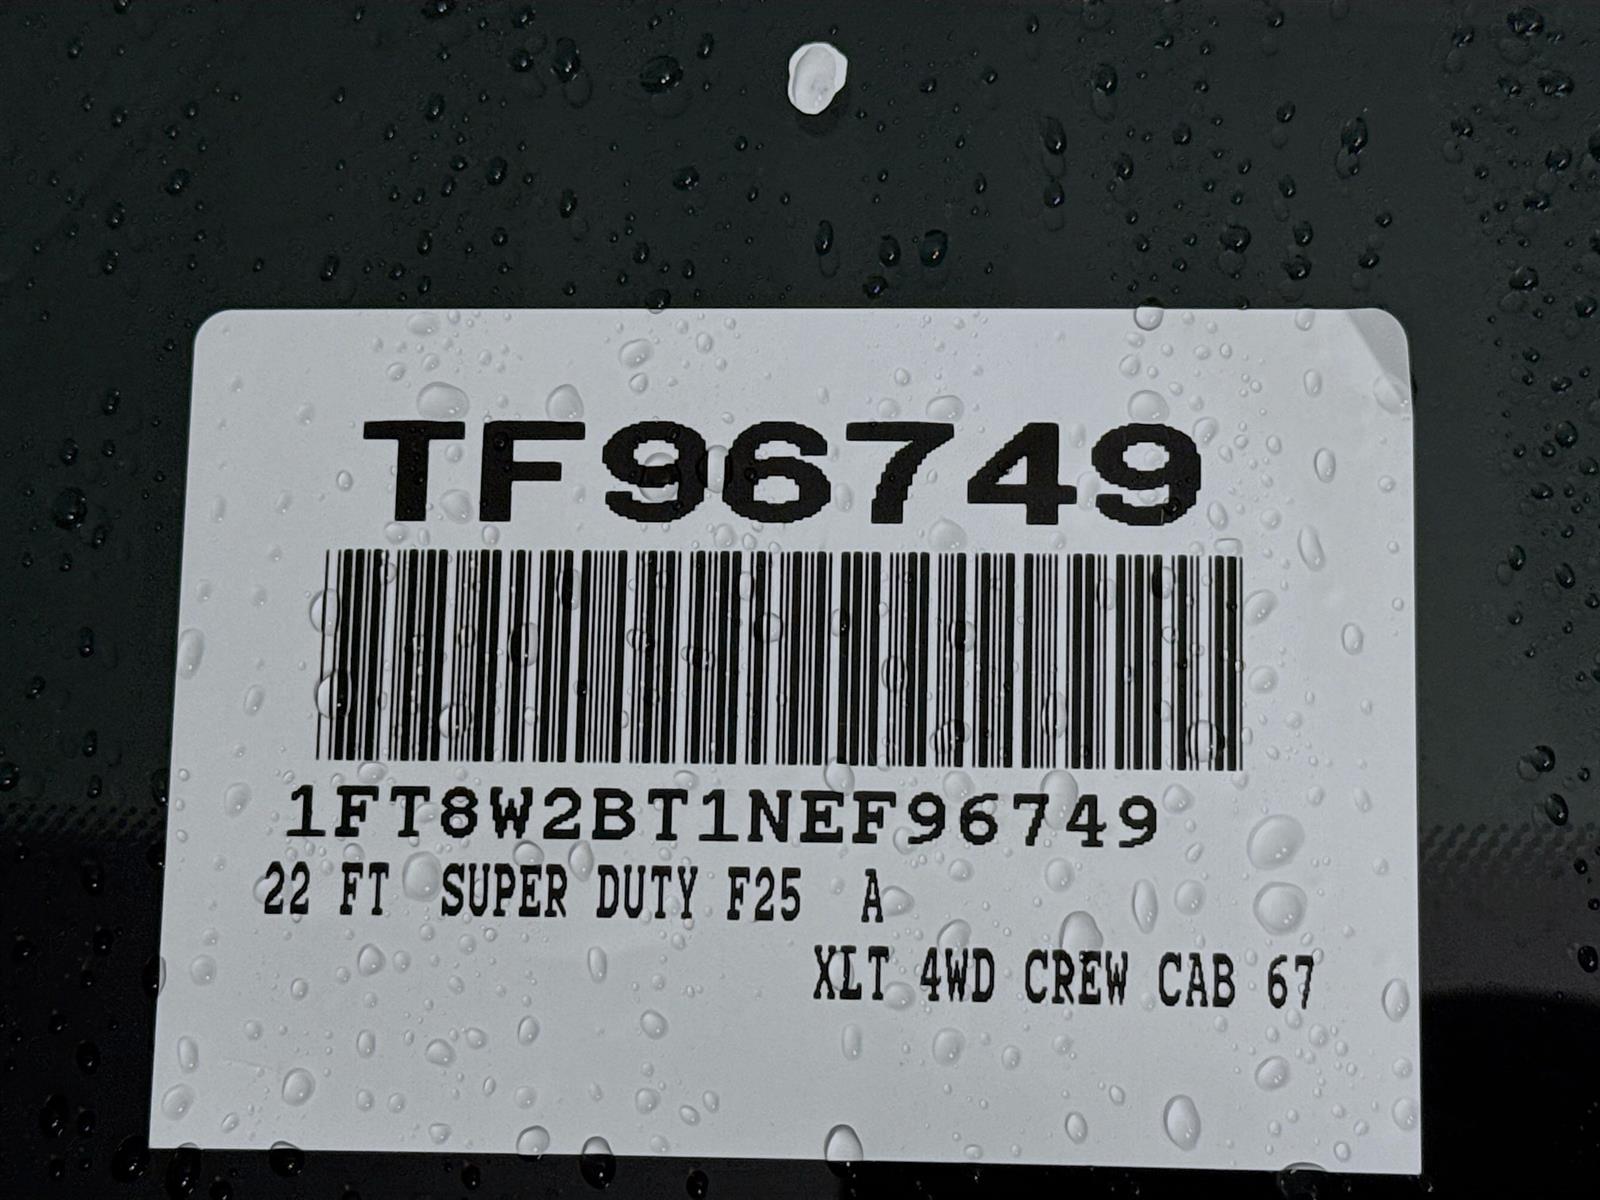 TF96749
1FT8W2BT1NEF96749
22 FT SUPER DUTY F25 A
XLT 4WD CREW CAB 67